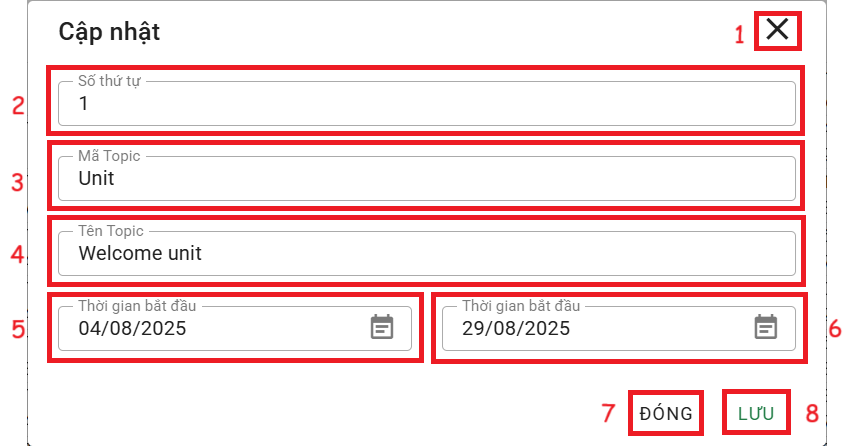 Cập nhật
1
2
Số thứ tự
1
3
Mã Topic
Unit
4
Tên Topic
Welcome unit
5
Thời gian bắt đầu
04/08/2025
Thời gian bắt đầu
29/08/2025
6
7
ĐÓNG
LƯU
8